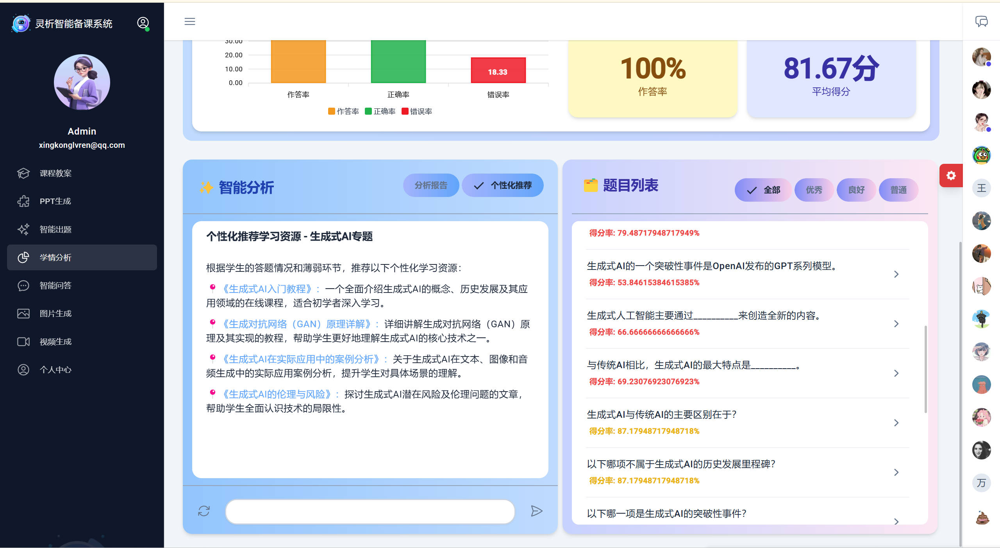 灵析智能备课系统
Admin
xingkonglvren@qq.com
课程教案
PPT生成
智能出题
学情分析
智能问答
图片生成
视频生成
个人中心
30.00
20.00
10.00
0.00
18.33
作答率
正确率
错误率
作答率 正确率 错误率
100%
作答率
81.67分
平均得分
智能分析
分析报告
个性化推荐
个性化推荐学习资源 - 生成式AI专题
根据学生的答题情况和薄弱环节，推荐以下个性化学习资源：
《生成式AI入门教程》：一个全面介绍生成式AI的概念、历史发展及其应
用领域的在线课程，适合初学者深入学习。
《生成对抗网络（GAN）原理详解》：详细讲解生成对抗网络（GAN）原
理及其实现的教程，帮助学生更好地理解生成式AI的核心技术之一。
《生成式AI在实际应用中的案例分析》：关于生成式AI在文本、图像和音
频生成中的实际应用案例分析，提升学生对具体场景的理解。
《生成式AI的伦理与风险》：探讨生成式AI潜在风险及伦理问题的文章，
帮助学生全面认识技术的局限性。
题目列表
全部
优秀
良好
普通
得分率: 79.48717948717949%
生成式AI的一个突破性事件是OpenAI发布的GPT系列模型。
得分率: 53.84615384615385%
生成式人工智能主要通过__________来创造全新的内容。
得分率: 66.66666666666666%
与传统AI相比，生成式AI的最大特点是__________。
得分率: 69.23076923076923%
生成式AI与传统AI的主要区别在于？
得分率: 87.17948717948718%
以下哪项不属于生成式AI的历史发展里程碑？
得分率: 87.17948717948718%
以下哪一项是生成式AI的突破性事件？
王
万